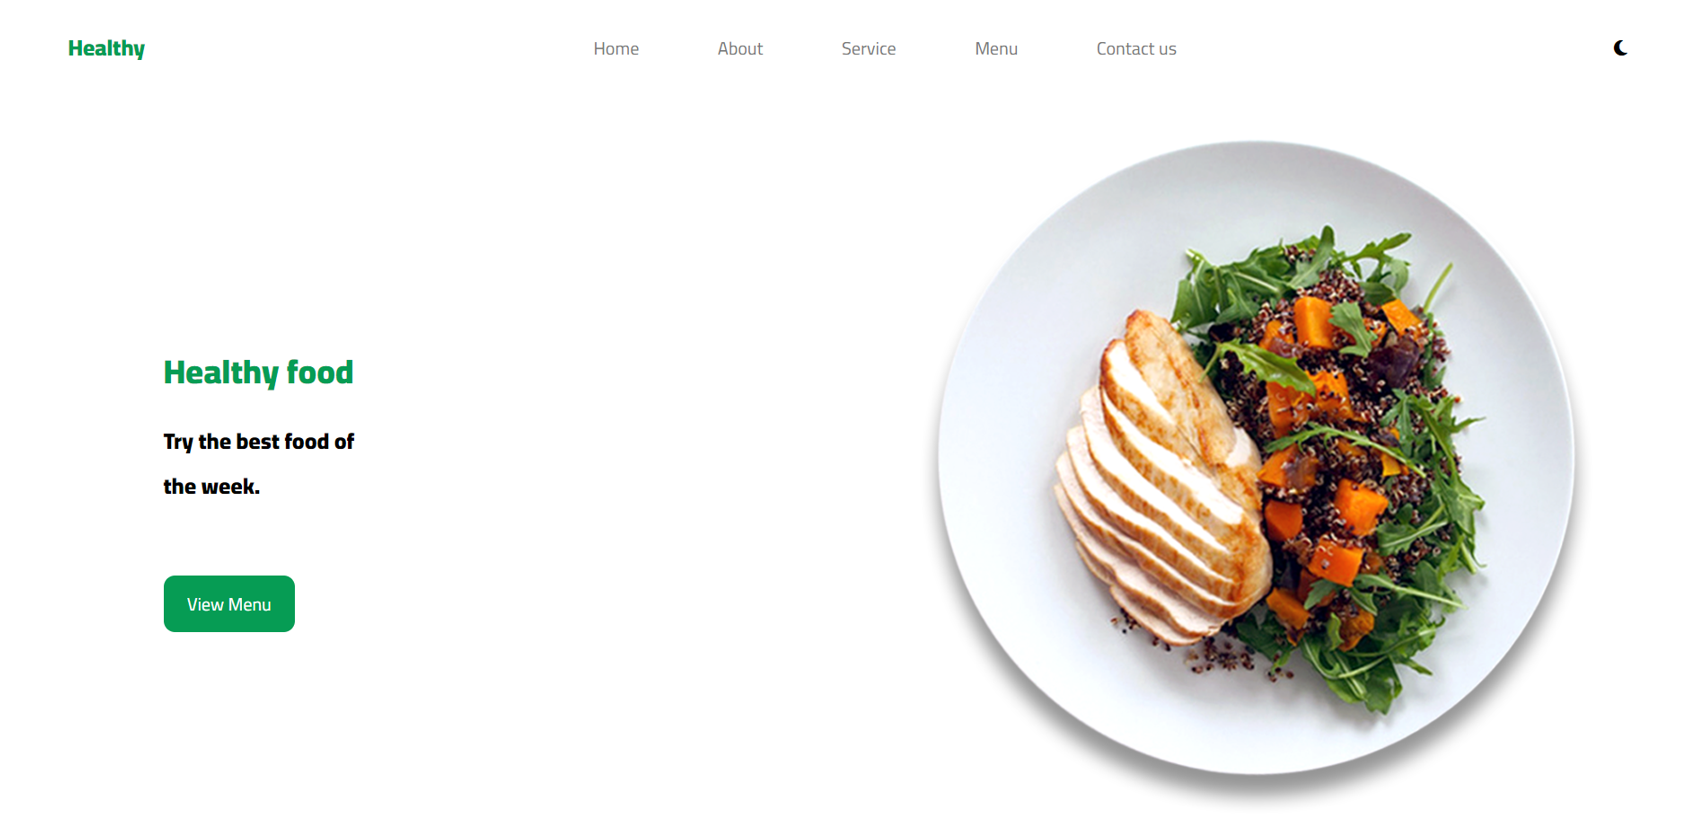 Healthy
Home
About
Service
Menu
Contact us
Healthy food
Try the best food of
the week.
View Menu